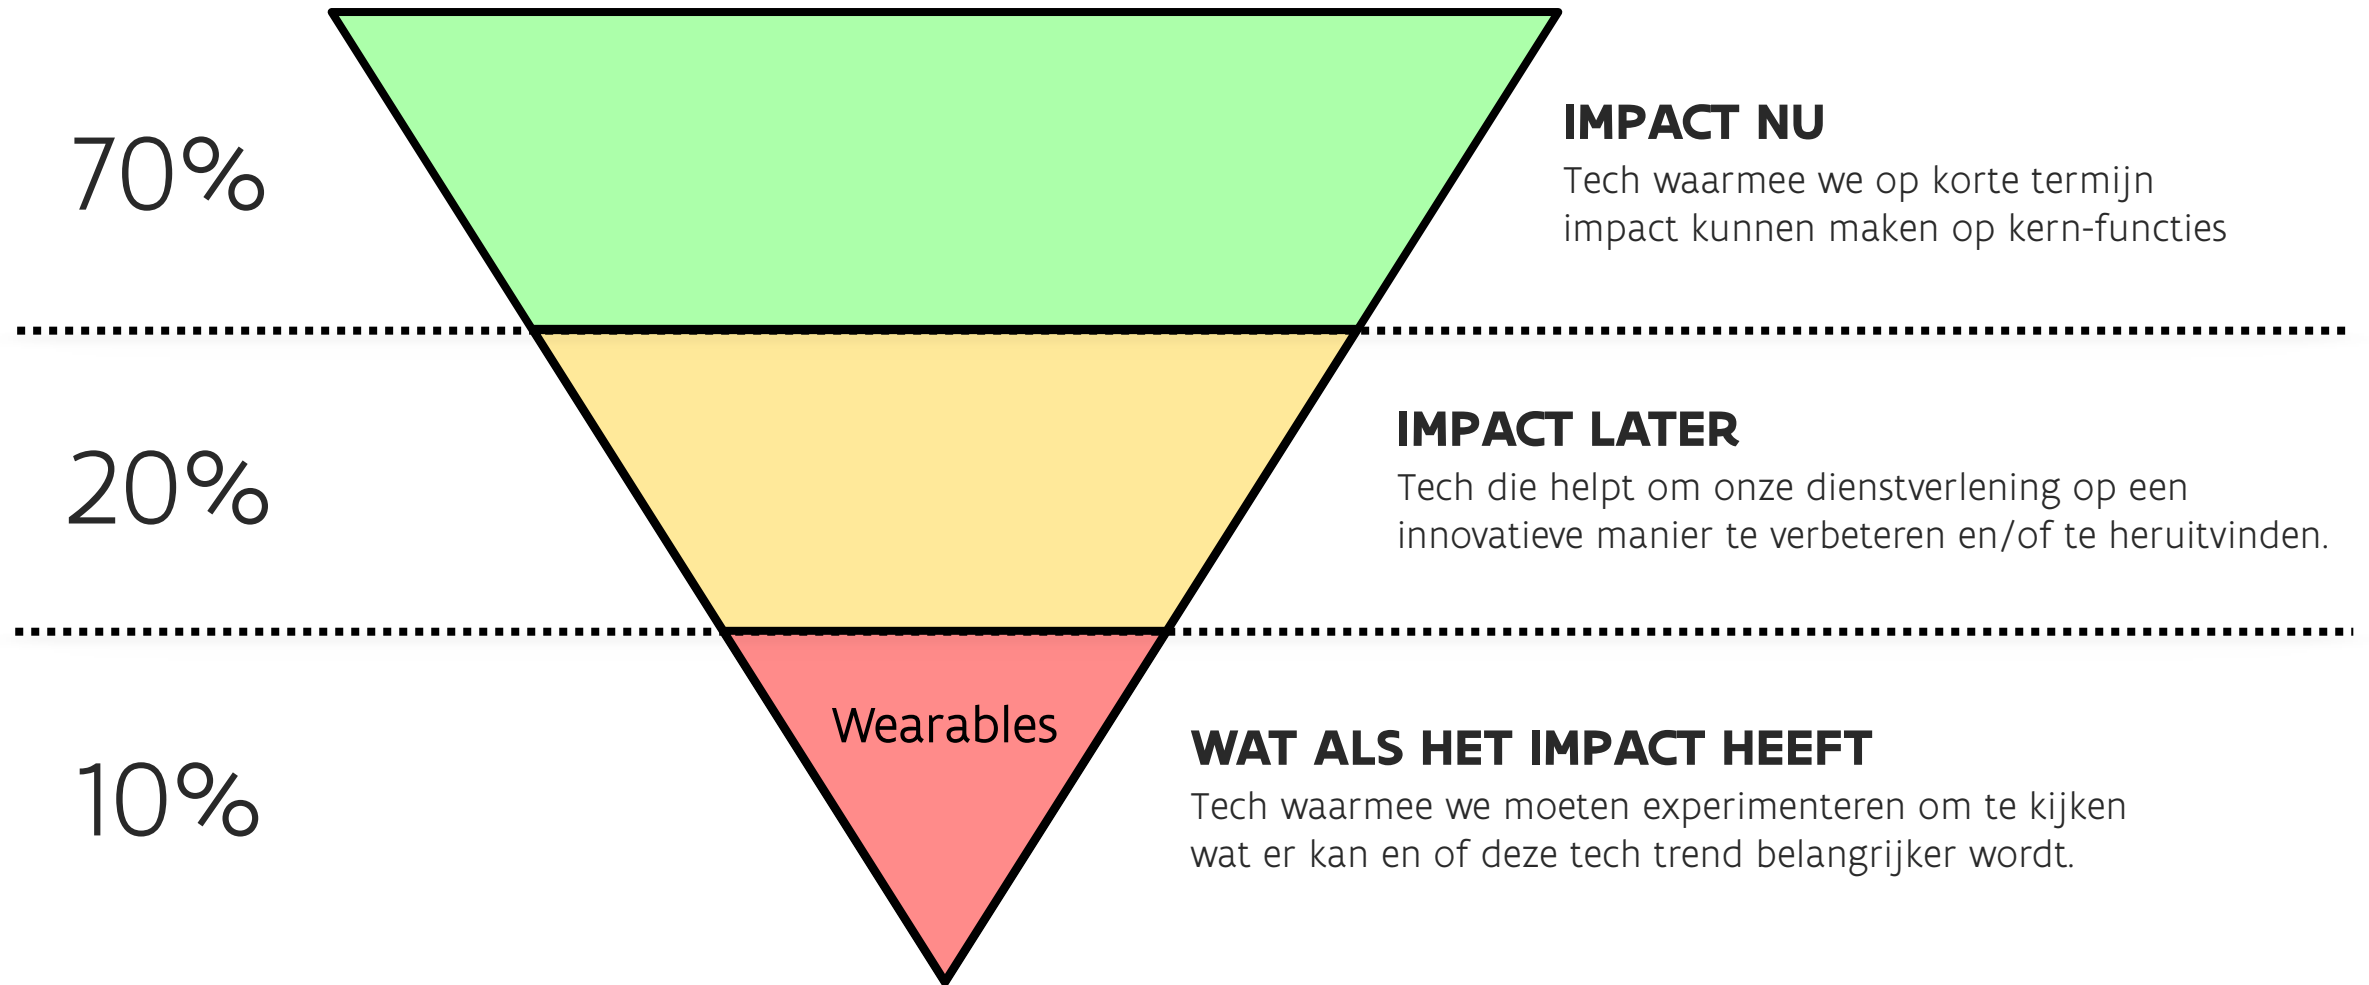 70%
IMPACT NU
Tech waarmee we op korte termijn
impact kunnen maken op kern-functies
20%
IMPACT LATER
Tech die helpt om onze dienstverlening op een
innovatieve manier te verbeteren en/of te heruitvinden.
Wearables
10%
WAT ALS HET IMPACT HEEFT
Tech waarmee we moeten experimenteren om te kijken
wat er kan en of deze tech trend belangrijker wordt.